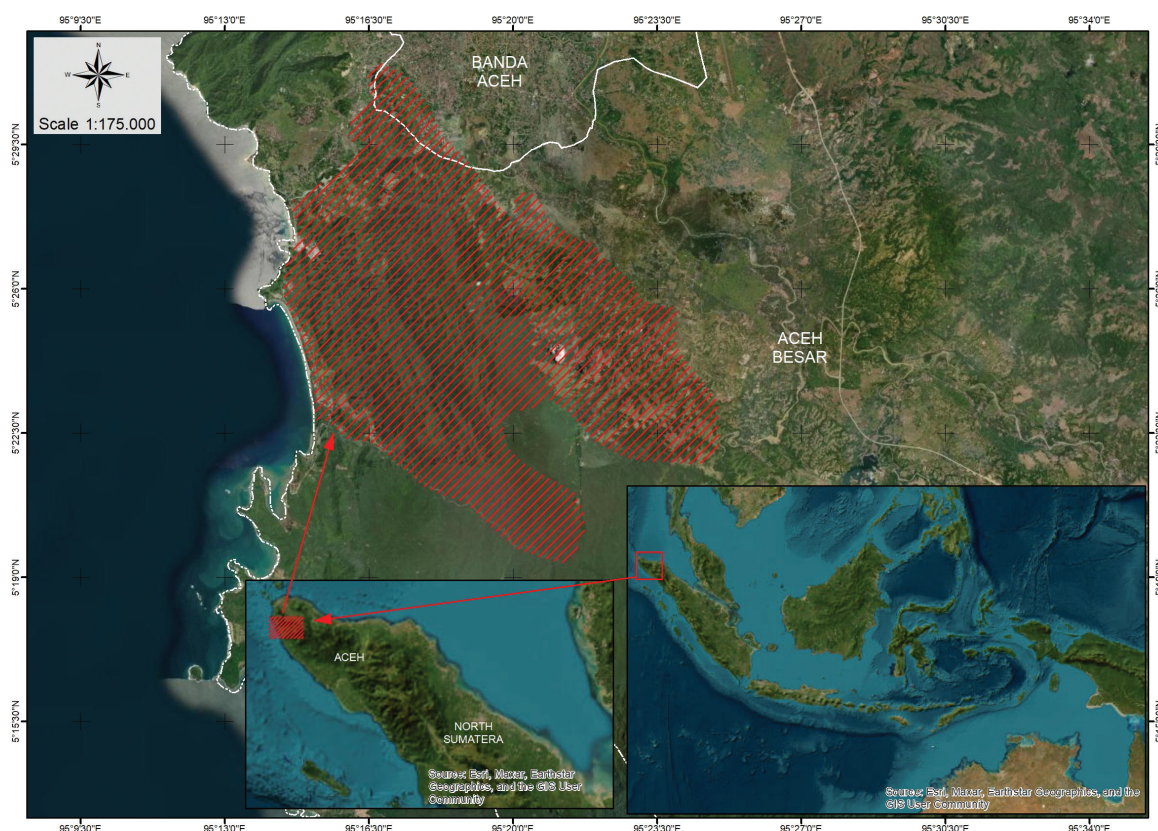 95°9'30"E 95°13'0"E 95°16'30"E 95°20'0"E 95°23'30"E 95°27'0"E 95°30'30"E 95°34'0"E
N
W E
S
Scale 1:175.000
BANDA
ACEH
ACEH
BESAR
5°29'30"N
5°26'0"N
5°22'30"N
5°19'0"N
5°15'30"N
ACEH
NORTH
SUMATERA
Source: Esri, Maxar, Earthstar
Geographics, and the GIS User
Community
Source: Esri, Maxar, Earthstar Geographics, and the
GIS User Community
95°9'30"E 95°13'0"E 95°16'30"E 95°20'0"E 95°23'30"E 95°27'0"E 95°30'30"E 95°34'0"E